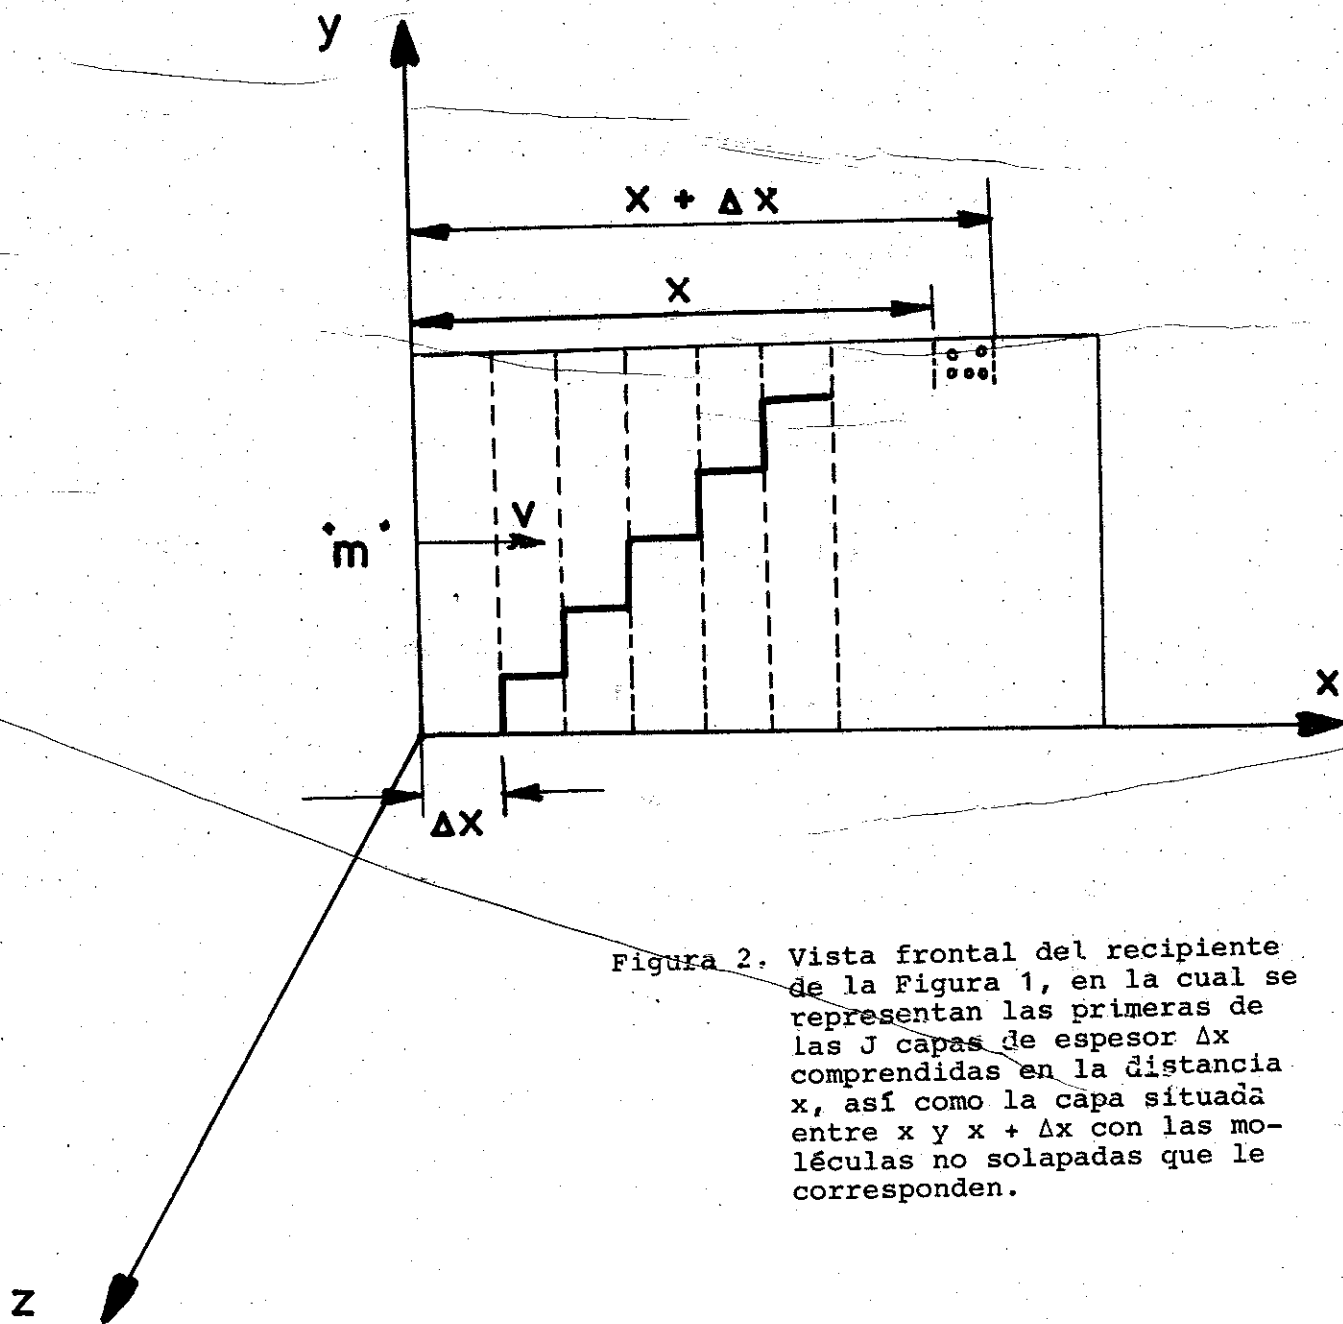 y
x + Δ x
x
v
"m"
x
Δx
Figura 2. Vista frontal del recipiente
de la Figura 1, en la cual se
representan las primeras de
las J capas de espesor Δx
comprendidas en la distancia
x, así como la capa situada
entre x y x + Δx con las mo-
léculas no solapadas que le
corresponden.
z